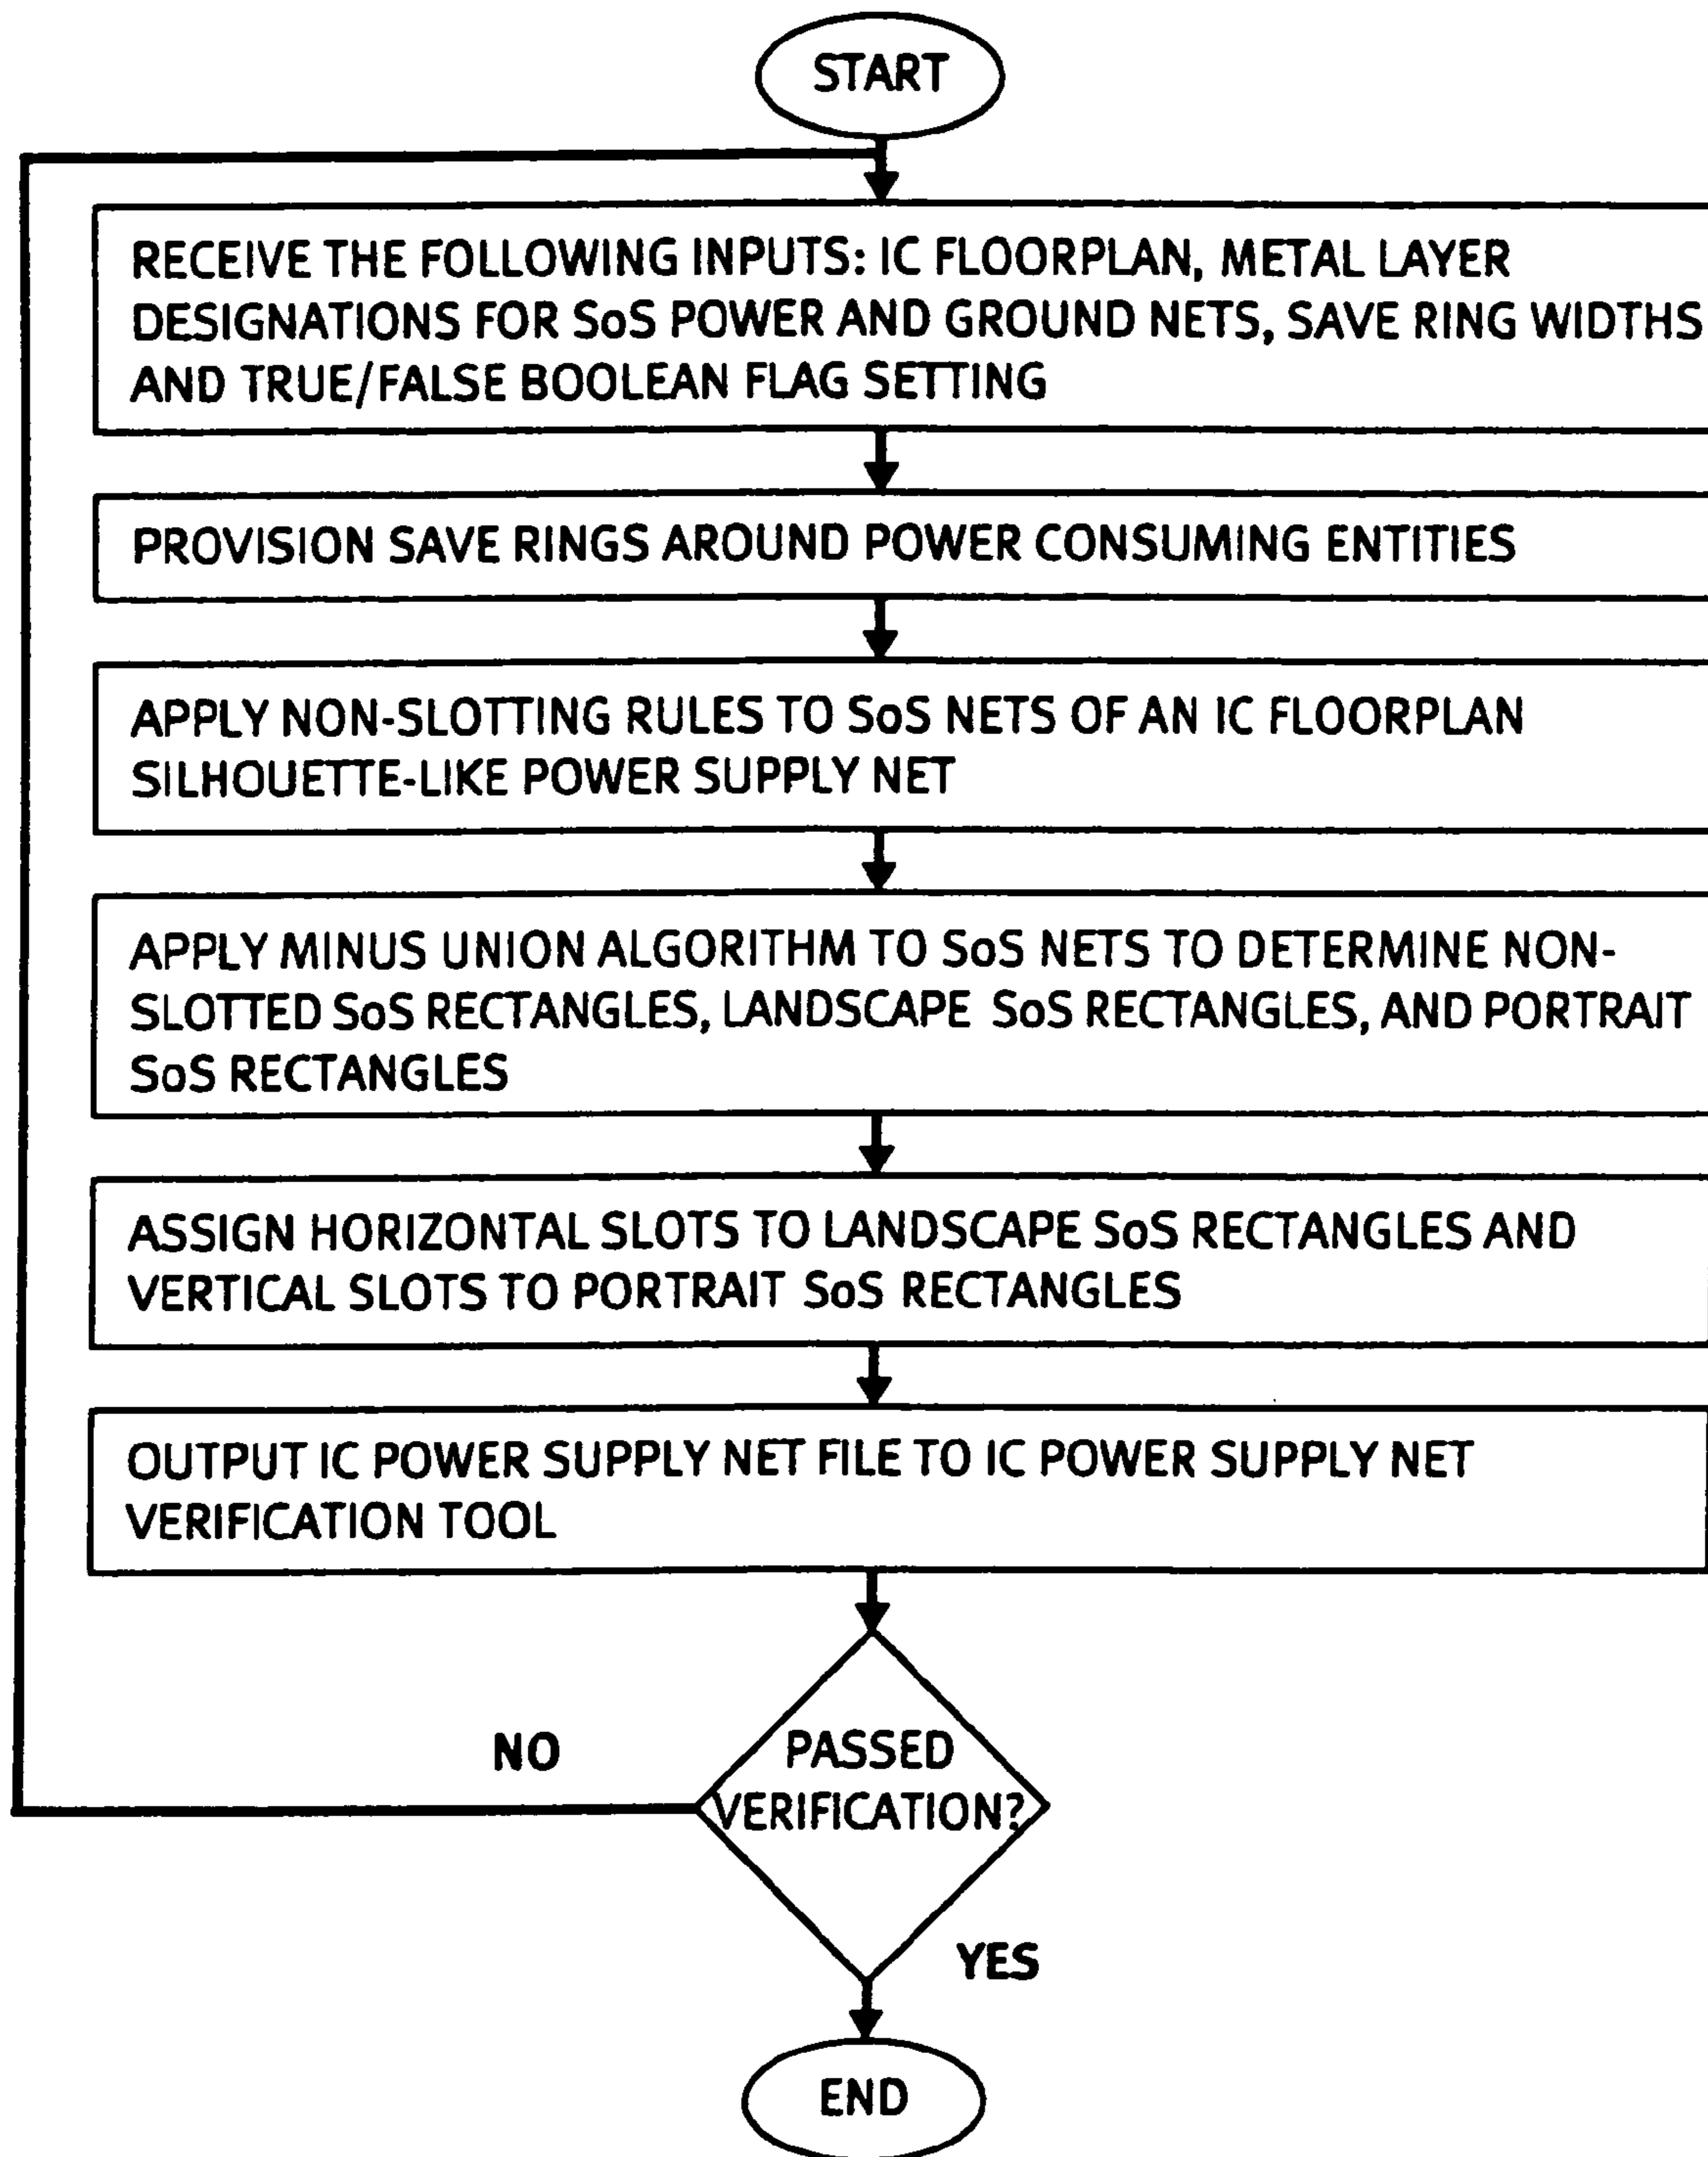 START
RECEIVE THE FOLLOWING INPUTS: IC FLOORPLAN, METAL LAYER
DESIGNATIONS FOR SoS POWER AND GROUND NETS, SAVE RING WIDTHS
AND TRUE/FALSE BOOLEAN FLAG SETTING
PROVISION SAVE RINGS AROUND POWER CONSUMING ENTITIES
APPLY NON-SLOTTING RULES TO SoS NETS OF AN IC FLOORPLAN
SILHOUETTE-LIKE POWER SUPPLY NET
APPLY MINUS UNION ALGORITHM TO SoS NETS TO DETERMINE NON-
SLOTTED SoS RECTANGLES, LANDSCAPE SoS RECTANGLES, AND PORTRAIT
SoS RECTANGLES
ASSIGN HORIZONTAL SLOTS TO LANDSCAPE SoS RECTANGLES AND
VERTICAL SLOTS TO PORTRAIT SoS RECTANGLES
OUTPUT IC POWER SUPPLY NET FILE TO IC POWER SUPPLY NET
VERIFICATION TOOL
NO
PASSED
VERIFICATION?
YES
END